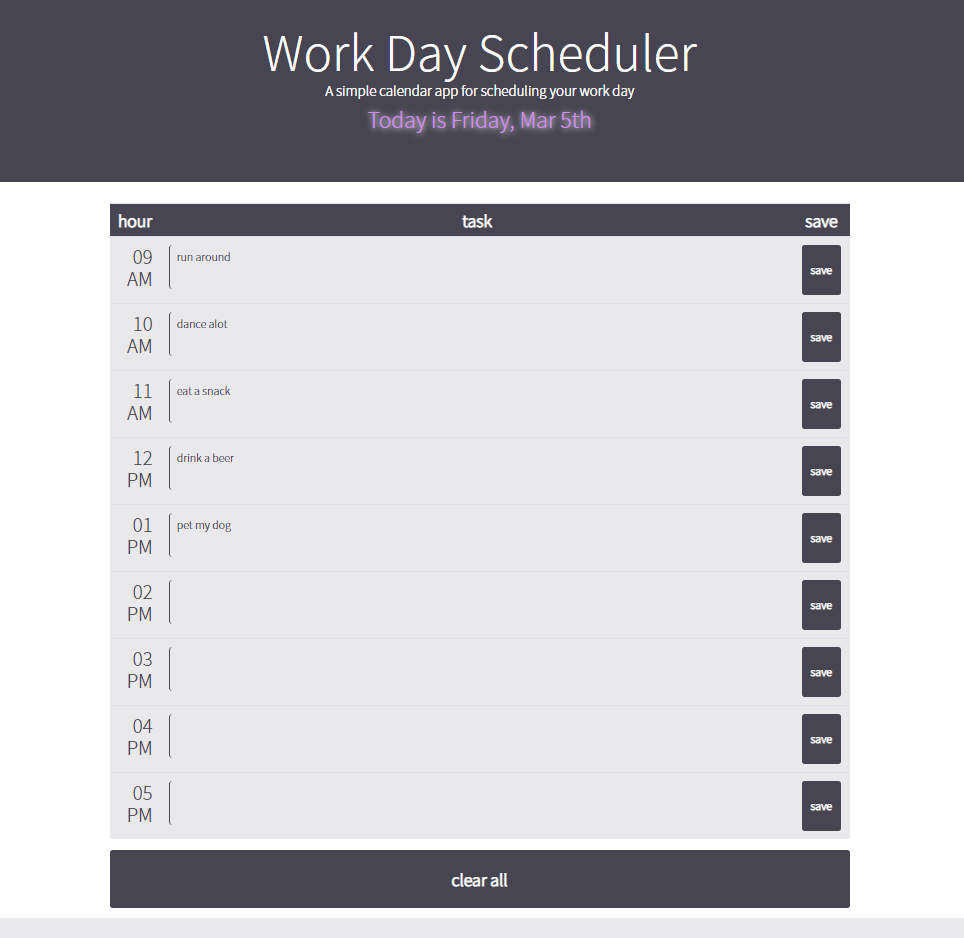 Work Day Scheduler
A simple calendar app for scheduling your work day
Today is Friday, Mar 5th
hour task save
09 AM run around save
10 AM dance alot save
11 AM eat a snack save
12 PM drink a beer save
01 PM pet my dog save
02 PM save
03 PM save
04 PM save
05 PM save
clear all